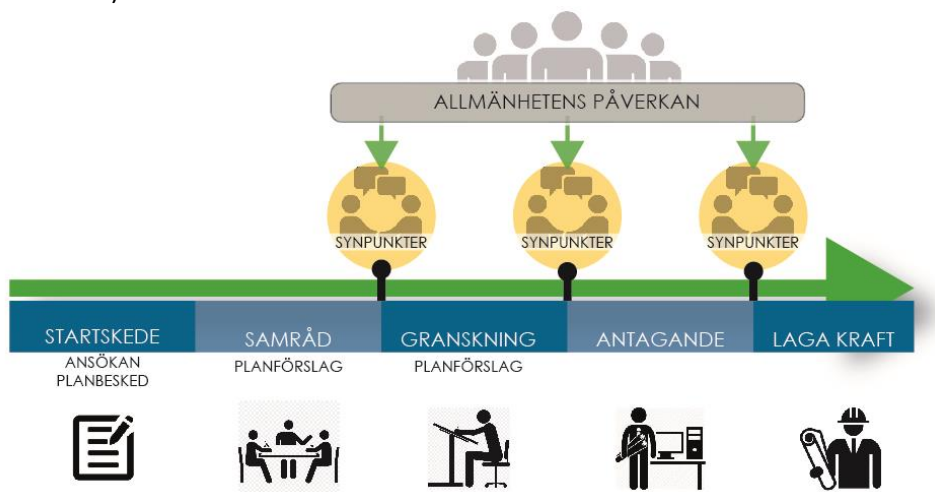 ALLMÄNHETENS PÅVERKAN
SYNPUNKTER SYNPUNKTER SYNPUNKTER
STARTSKEDE SAMRÅD GRANSKNING ANTAGANDE LAGA KRAFT
ANSÖKAN PLANFÖRSLAG PLANFÖRSLAG
PLANBESKED